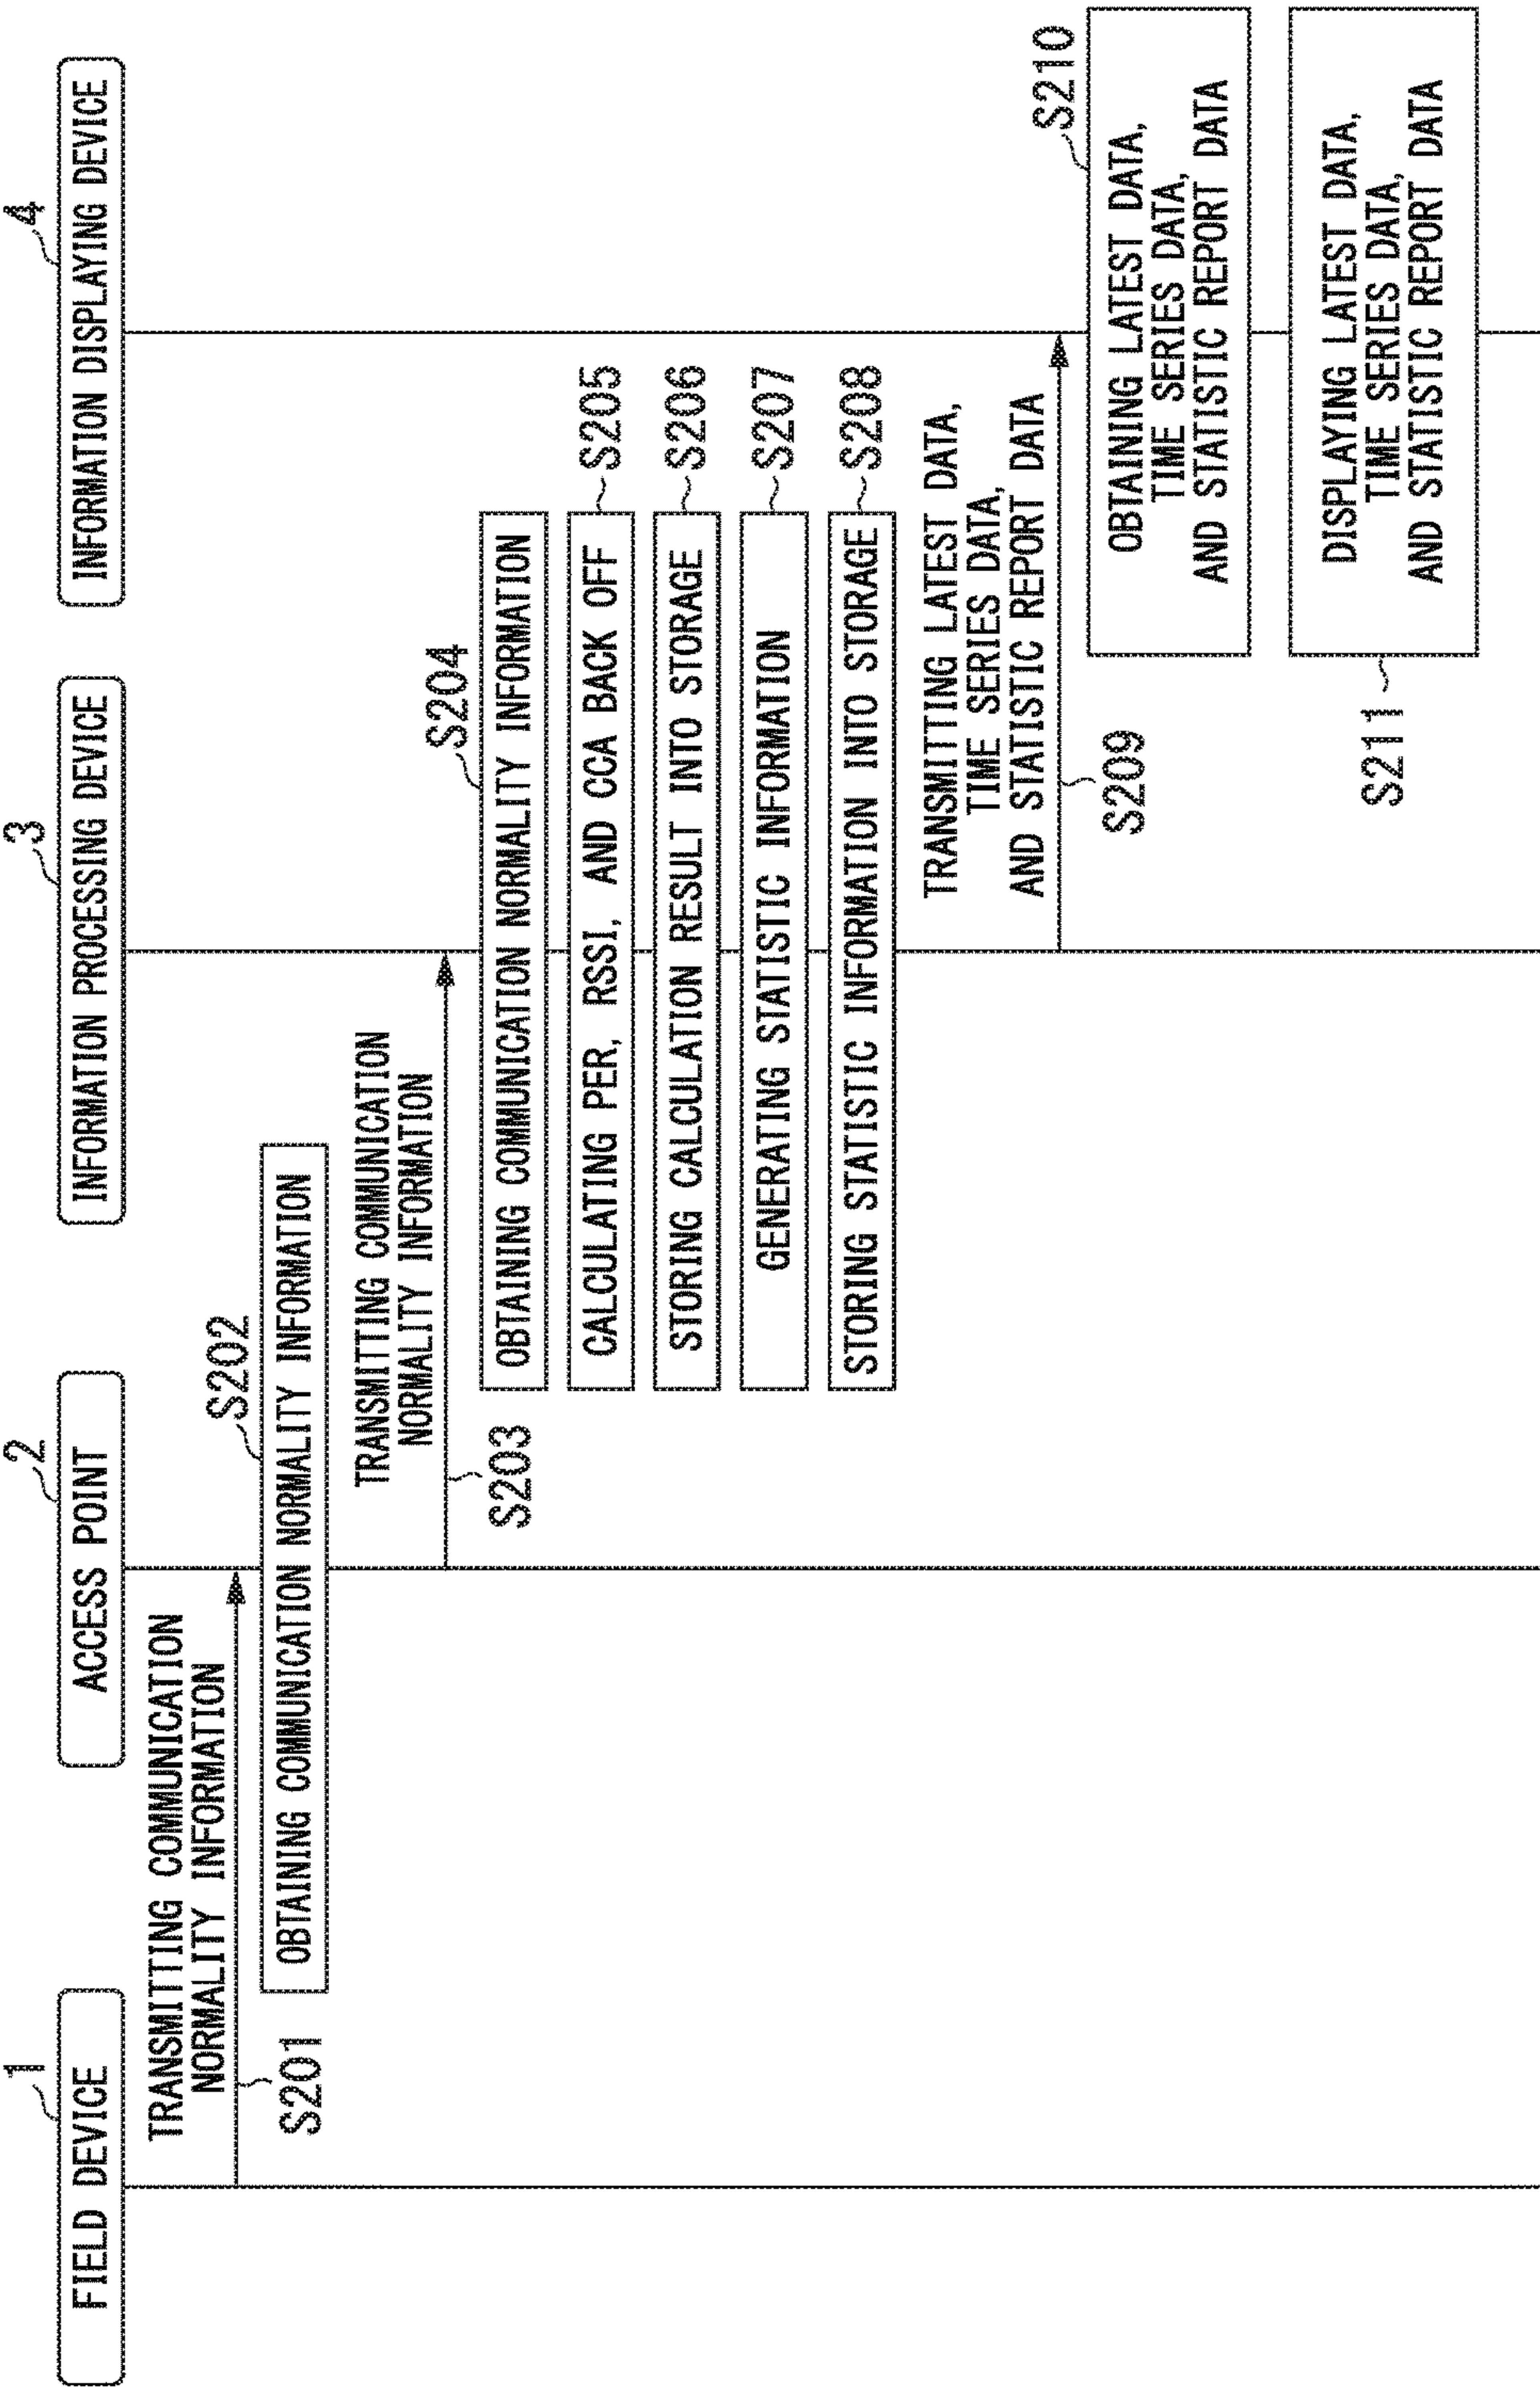 1
FIELD DEVICE
2
ACCESS POINT
3
INFORMATION PROCESSING DEVICE
4
INFORMATION DISPLAYING DEVICE
TRANSMITTING COMMUNICATION
NORMALITY INFORMATION
S201
S202
OBTAINING COMMUNICATION NORMALITY INFORMATION
TRANSMITTING COMMUNICATION
NORMALITY INFORMATION
S203
S204
OBTAINING COMMUNICATION NORMALITY INFORMATION
CALCULATING PER, RSSI, AND CCA BACK OFF
S205
STORING CALCULATION RESULT INTO STORAGE
S206
GENERATING STATISTIC INFORMATION
S207
STORING STATISTIC INFORMATION INTO STORAGE
S208
TRANSMITTING LATEST DATA,
TIME SERIES DATA,
AND STATISTIC REPORT DATA
S209
S210
OBTAINING LATEST DATA,
TIME SERIES DATA,
AND STATISTIC REPORT DATA
S211
DISPLAYING LATEST DATA,
TIME SERIES DATA,
AND STATISTIC REPORT DATA